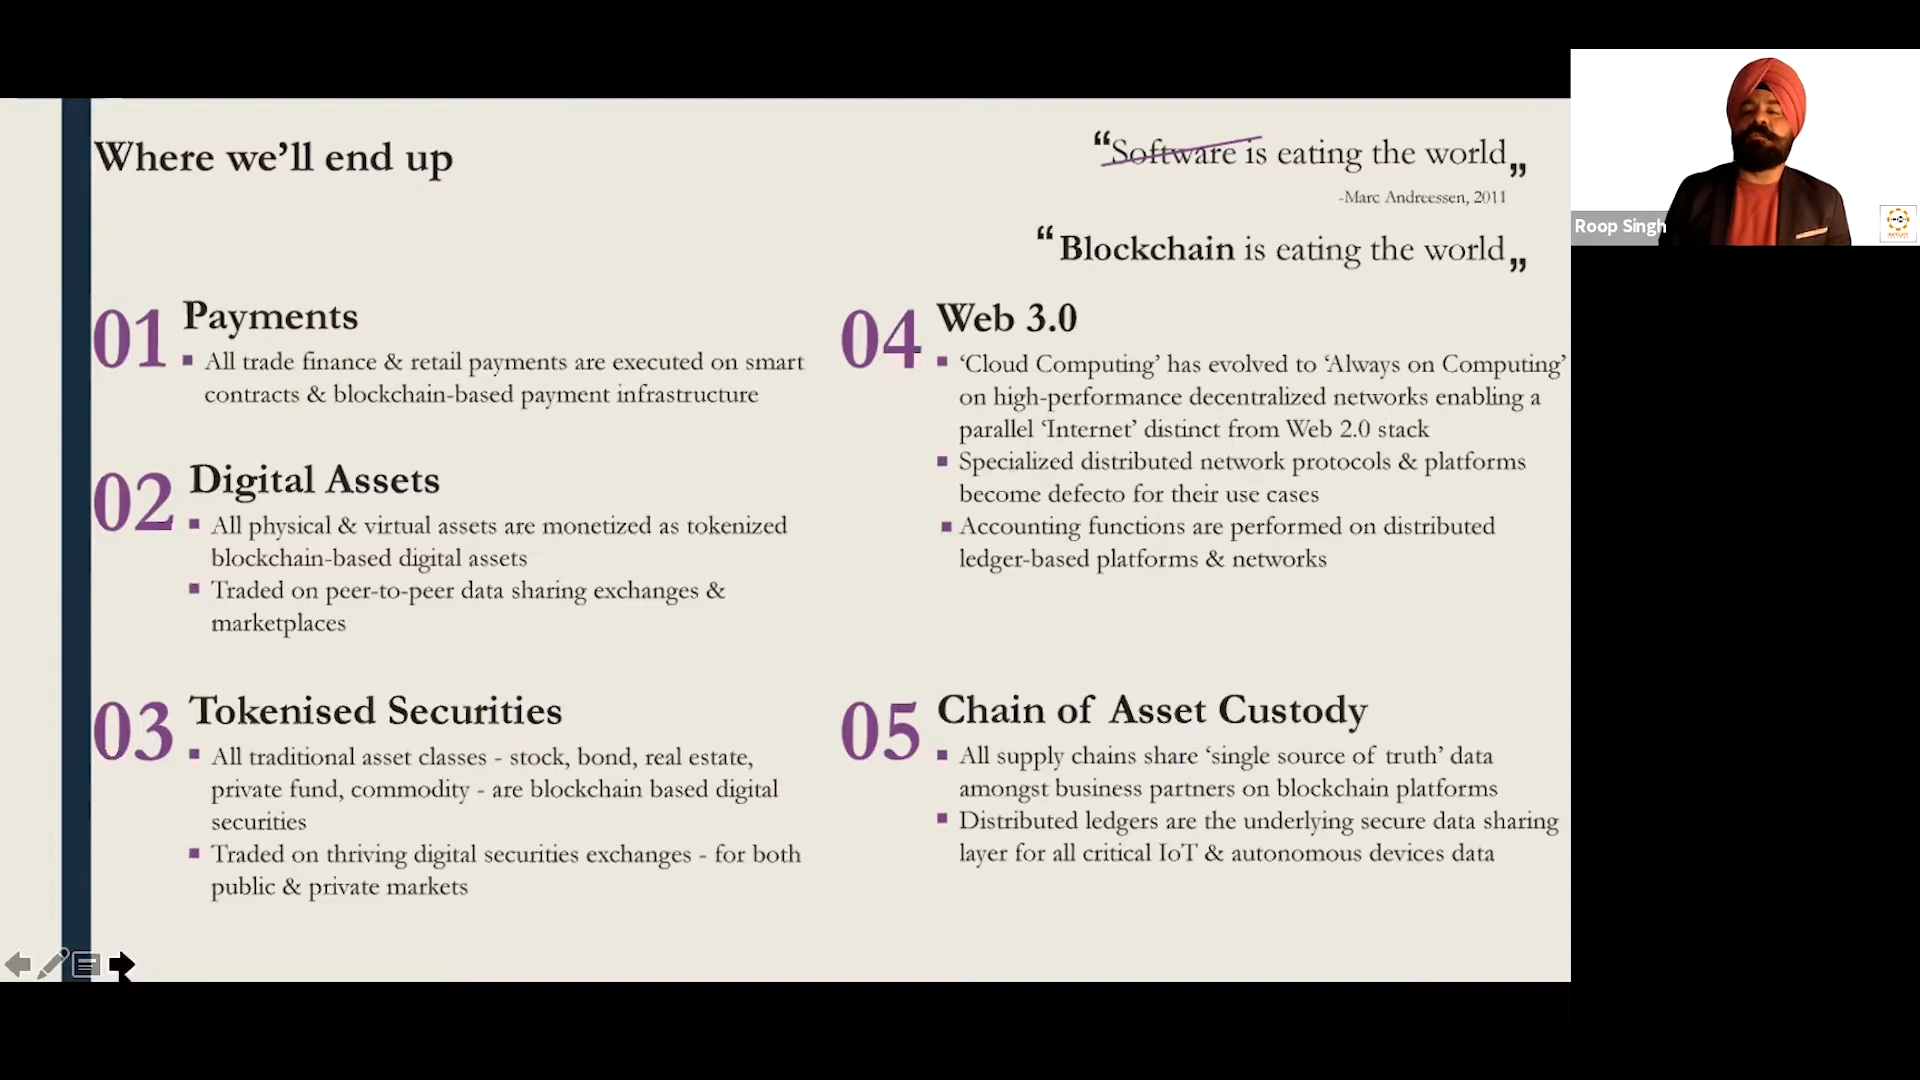 Where we’ll end up
“Software is eating the world„
-Marc Andreessen, 2011
“Blockchain is eating the world„
01 Payments
All trade finance & retail payments are executed on smart
contracts & blockchain-based payment infrastructure
02 Digital Assets
All physical & virtual assets are monetized as tokenized
blockchain-based digital assets
Traded on peer-to-peer data sharing exchanges &
marketplaces
03 Tokenised Securities
All traditional asset classes - stock, bond, real estate,
private fund, commodity - are blockchain based digital
securities
Traded on thriving digital securities exchanges - for both
public & private markets
04 Web 3.0
‘Cloud Computing’ has evolved to ‘Always on Computing’
on high-performance decentralized networks enabling a
parallel ‘Internet’ distinct from Web 2.0 stack
Specialized distributed network protocols & platforms
become defecto for their use cases
Accounting functions are performed on distributed
ledger-based platforms & networks
05 Chain of Asset Custody
All supply chains share ‘single source of truth’ data
amongst business partners on blockchain platforms
Distributed ledgers are the underlying secure data sharing
layer for all critical IoT & autonomous devices data
Roop Singh